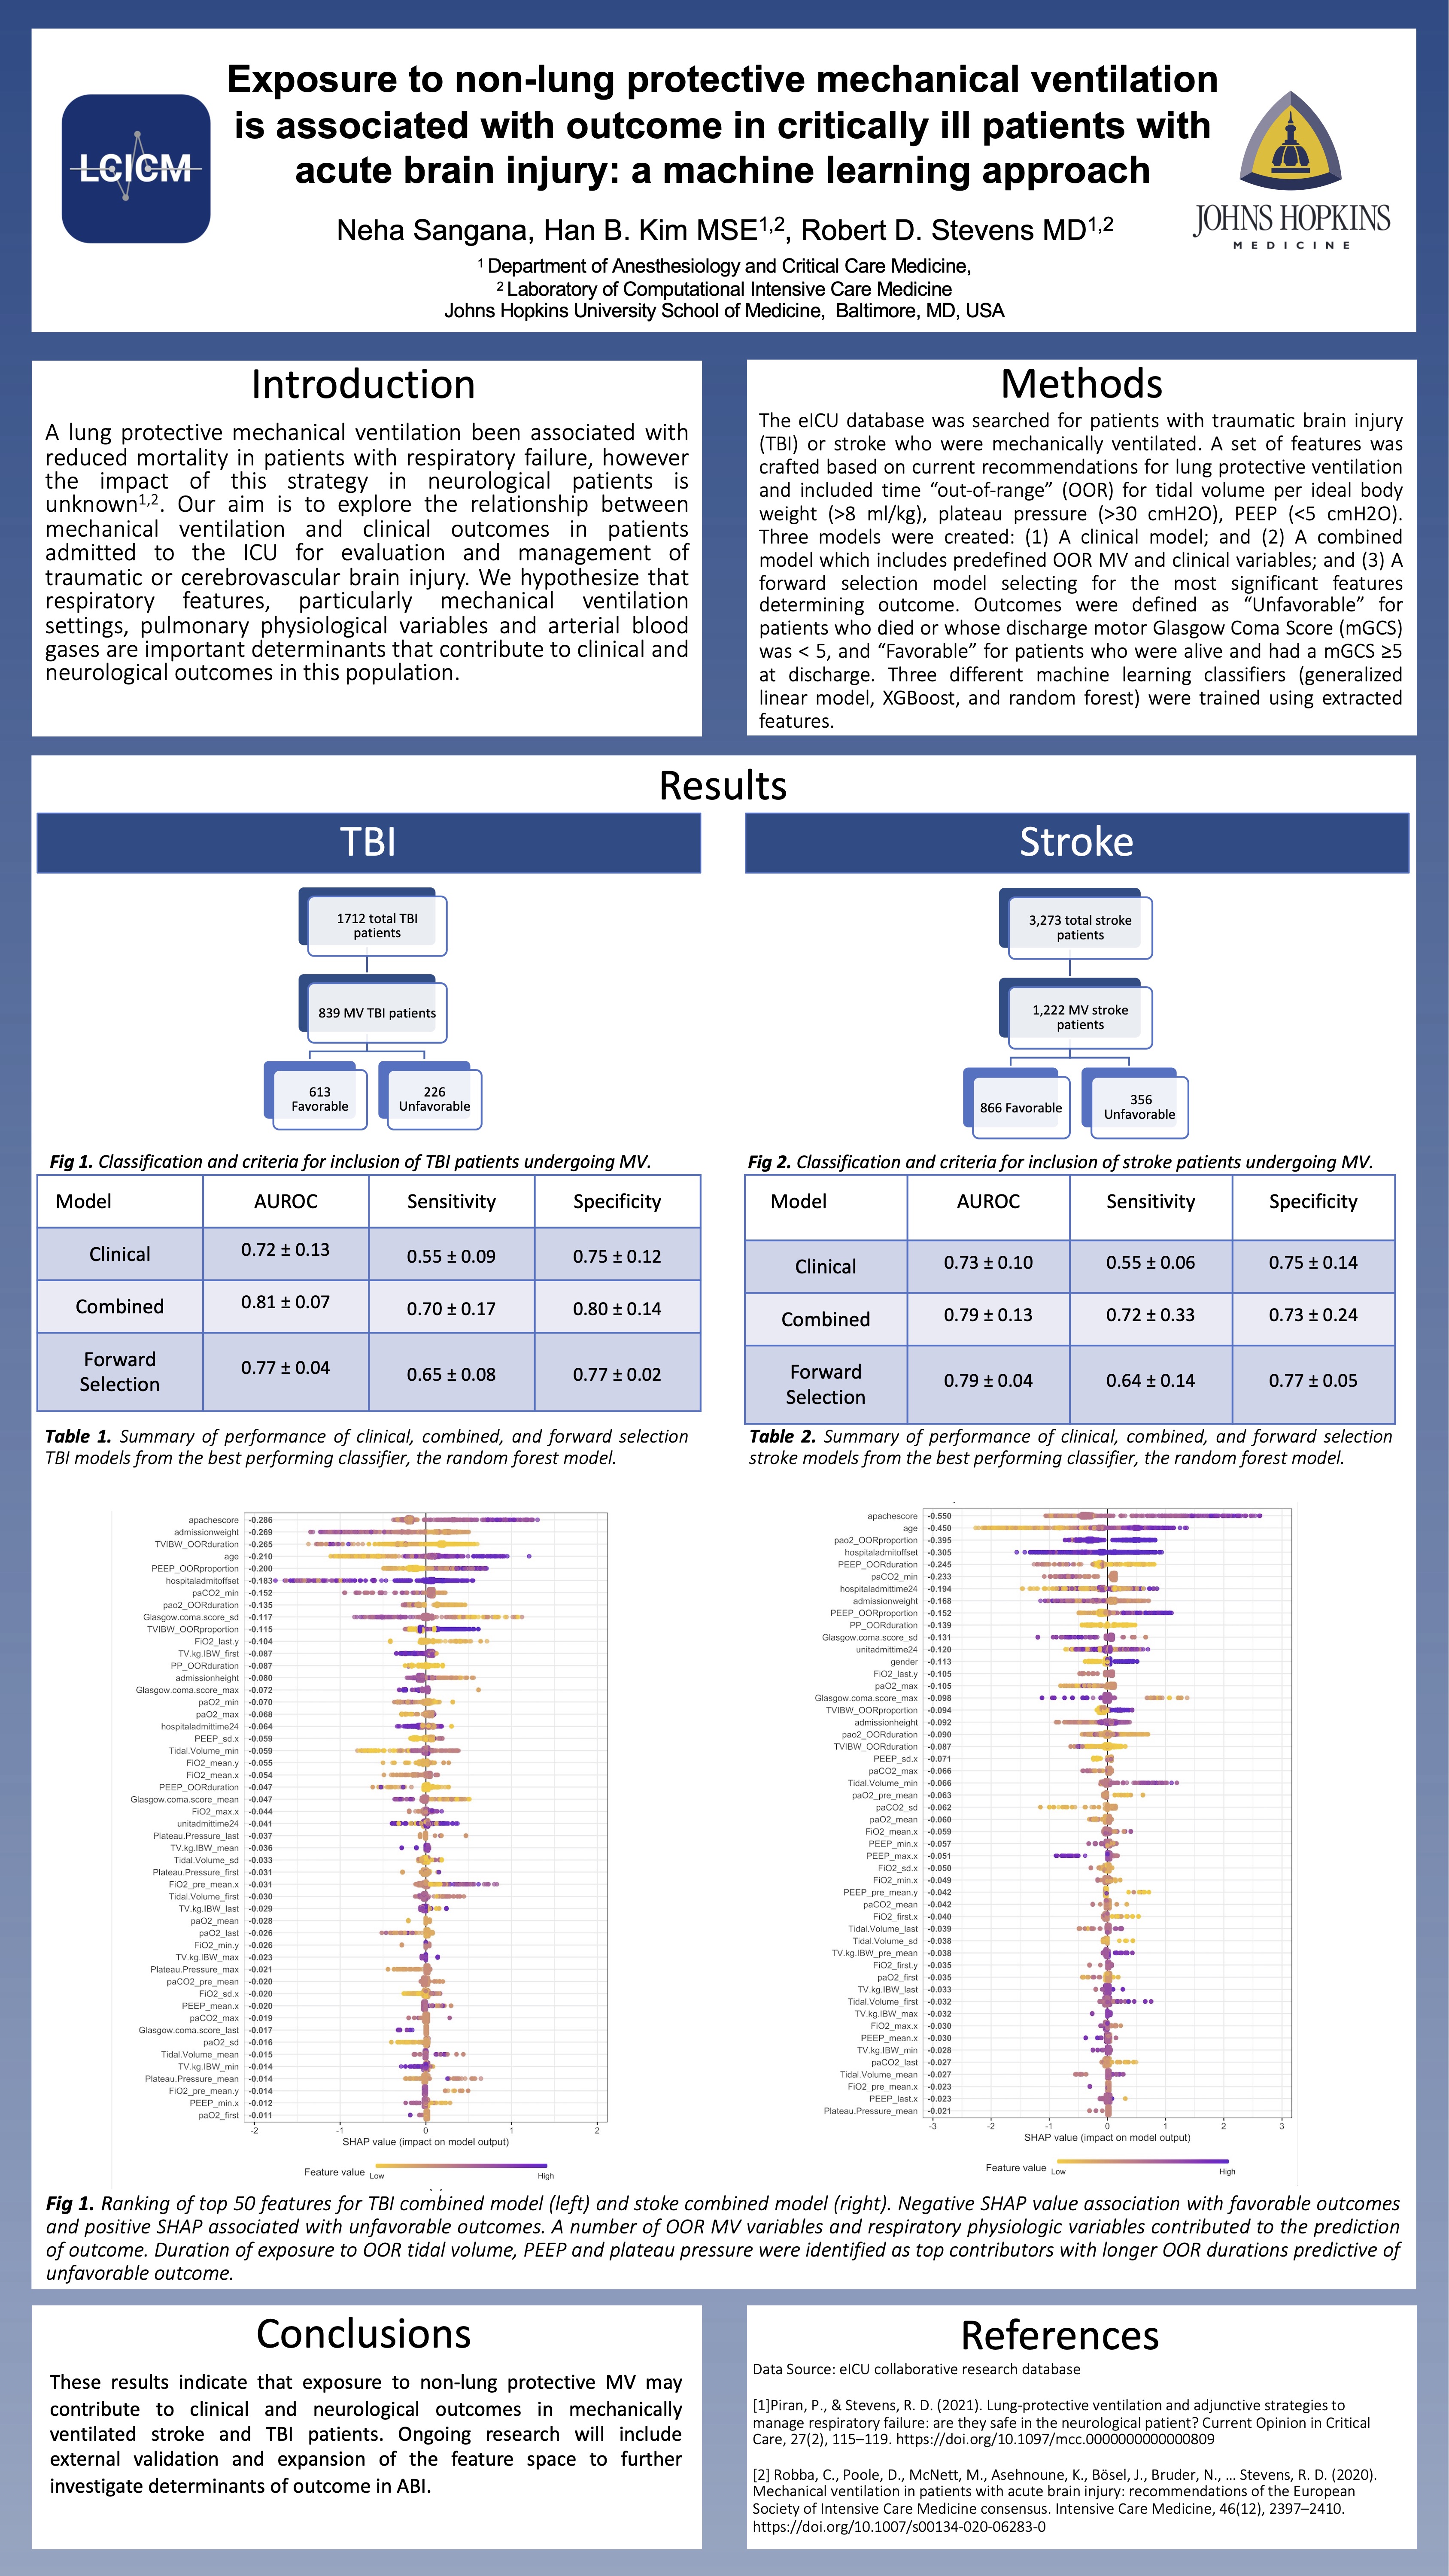 LCICM
Exposure to non-lung protective mechanical ventilation
is associated with outcome in critically ill patients with
acute brain injury: a machine learning approach
Neha Sangana, Han B. Kim MSE1,2, Robert D. Stevens MD1,2
1 Department of Anesthesiology and Critical Care Medicine,
2 Laboratory of Computational Intensive Care Medicine
Johns Hopkins University School of Medicine, Baltimore, MD, USA
JOHNS HOPKINS
MEDICINE
Introduction
A lung protective mechanical ventilation been associated with
reduced mortality in patients with respiratory failure, however
the impact of this strategy in neurological patients is
unknown1,2. Our aim is to explore the relationship between
mechanical ventilation and clinical outcomes in patients
admitted to the ICU for evaluation and management of
traumatic or cerebrovascular brain injury. We hypothesize that
respiratory features, particularly mechanical ventilation
settings, pulmonary physiological variables and arterial blood
gases are important determinants that contribute to clinical and
neurological outcomes in this population.
Methods
The eICU database was searched for patients with traumatic brain injury
(TBI) or stroke who were mechanically ventilated. A set of features was
crafted based on current recommendations for lung protective ventilation
and included time “out-of-range” (OOR) for tidal volume per ideal body
weight (>8 ml/kg), plateau pressure (>30 cmH2O), PEEP (<5 cmH2O).
Three models were created: (1) A clinical model; and (2) A combined
model which includes predefined OOR MV and clinical variables; and (3) A
forward selection model selecting for the most significant features
determining outcome. Outcomes were defined as “Unfavorable” for
patients who died or whose discharge motor Glasgow Coma Score (mGCS)
was < 5, and “Favorable” for patients who were alive and had a mGCS ≥5
at discharge. Three different machine learning classifiers (generalized
linear model, XGBoost, and random forest) were trained using extracted
features.
Results
TBI
1712 total TBI
patients
839 MV TBI patients
613
Favorable
226
Unfavorable
Fig 1. Classification and criteria for inclusion of TBI patients undergoing MV.
Model AUROC Sensitivity Specificity
Clinical 0.72 ± 0.13 0.55 ± 0.09 0.75 ± 0.12
Combined 0.81 ± 0.07 0.70 ± 0.17 0.80 ± 0.14
Forward
Selection 0.77 ± 0.04 0.65 ± 0.08 0.77 ± 0.02
Table 1. Summary of performance of clinical, combined, and forward selection
TBI models from the best performing classifier, the random forest model.
Stroke
3,273 total stroke
patients
1,222 MV stroke
patients
866 Favorable
356
Unfavorable
Fig 2. Classification and criteria for inclusion of stroke patients undergoing MV.
Model AUROC Sensitivity Specificity
Clinical 0.73 ± 0.10 0.55 ± 0.06 0.75 ± 0.14
Combined 0.79 ± 0.13 0.72 ± 0.33 0.73 ± 0.24
Forward
Selection 0.79 ± 0.04 0.64 ± 0.14 0.77 ± 0.05
Table 2. Summary of performance of clinical, combined, and forward selection
stroke models from the best performing classifier, the random forest model.
apachescore -0.286
admissionweight -0.269
TVIBW_OORduration -0.265
age -0.210
PEEP_OORproportion -0.200
hospitaladmitoffset -0.183
paCO2_min -0.152
pao2_OORduration -0.135
Glasgow.coma.score_sd -0.117
TVIBW_OORproportion -0.115
FiO2_last.y -0.104
TV.kg.IBW_first -0.087
PP_OORduration -0.087
admissionheight -0.080
Glasgow.coma.score_max -0.072
paO2_min -0.070
paO2_max -0.068
hospitaladmittime24 -0.064
PEEP_sd.x -0.059
Tidal.Volume_min -0.059
FiO2_mean.y -0.055
FiO2_mean.x -0.054
PEEP_OORduration -0.047
Glasgow.coma.score_mean -0.047
FiO2_max.x -0.044
unitadmittime24 -0.041
Plateau.Pressure_last -0.037
TV.kg.IBW_mean -0.036
Tidal.Volume_sd -0.033
Plateau.Pressure_first -0.031
FiO2_pre_mean.x -0.031
Tidal.Volume_first -0.030
TV.kg.IBW_last -0.029
paO2_mean -0.028
paO2_last -0.026
FiO2_min.y -0.026
TV.kg.IBW_max -0.023
Plateau.Pressure_max -0.021
paCO2_pre_mean -0.020
FiO2_sd.x -0.020
PEEP_mean.x -0.020
paCO2_max -0.019
Glasgow.coma.score_last -0.017
paO2_sd -0.016
Tidal.Volume_mean -0.015
TV.kg.IBW_min -0.014
Plateau.Pressure_mean -0.014
FiO2_pre_mean.y -0.014
PEEP_min.x -0.012
paO2_first -0.011
-2 -1 0 1 2
SHAP value (impact on model output)
Feature value Low High
apachescore -0.550
age -0.450
pao2_OORproportion -0.395
hospitaladmitoffset -0.305
PEEP_OORduration -0.245
paCO2_min -0.233
hospitaladmittime24 -0.194
admissionweight -0.168
PEEP_OORproportion -0.152
PP_OORduration -0.139
Glasgow.coma.score_sd -0.131
unitadmittime24 -0.120
gender -0.113
FiO2_last.y -0.105
paO2_max -0.105
Glasgow.coma.score_max -0.098
TVIBW_OORproportion -0.094
admissionheight -0.092
pao2_OORduration -0.090
TVIBW_OORduration -0.087
PEEP_sd.x -0.071
paCO2_max -0.066
Tidal.Volume_min -0.066
paO2_pre_mean -0.063
paCO2_sd -0.062
paO2_mean -0.060
FiO2_mean.x -0.059
PEEP_min.x -0.057
PEEP_max.x -0.051
FiO2_sd.x -0.050
FiO2_min.x -0.049
PEEP_pre_mean.y -0.042
paCO2_mean -0.042
FiO2_first.x -0.040
Tidal.Volume_last -0.039
Tidal.Volume_sd -0.038
TV.kg.IBW_pre_mean -0.038
FiO2_first.y -0.035
paO2_first -0.035
TV.kg.IBW_last -0.033
Tidal.Volume_first -0.032
TV.kg.IBW_max -0.032
FiO2_max.x -0.030
PEEP_mean.x -0.030
TV.kg.IBW_min -0.028
paCO2_last -0.027
Tidal.Volume_mean -0.027
FiO2_pre_mean.x -0.023
PEEP_last.x -0.023
Plateau.Pressure_mean -0.021
-3 -2 -1 0 1 2 3
SHAP value (impact on model output)
Feature value Low High
Fig 1. Ranking of top 50 features for TBI combined model (left) and stoke combined model (right). Negative SHAP value association with favorable outcomes
and positive SHAP associated with unfavorable outcomes. A number of OOR MV variables and respiratory physiologic variables contributed to the prediction
of outcome. Duration of exposure to OOR tidal volume, PEEP and plateau pressure were identified as top contributors with longer OOR durations predictive of
unfavorable outcome.
Conclusions
These results indicate that exposure to non-lung protective MV may
contribute to clinical and neurological outcomes in mechanically
ventilated stroke and TBI patients. Ongoing research will include
external validation and expansion of the feature space to further
investigate determinants of outcome in ABI.
References
Data Source: eICU collaborative research database
[1]Piran, P., & Stevens, R. D. (2021). Lung-protective ventilation and adjunctive strategies to
manage respiratory failure: are they safe in the neurological patient? Current Opinion in Critical
Care, 27(2), 115–119. https://doi.org/10.1097/mcc.0000000000000809
[2] Robba, C., Poole, D., McNett, M., Asehnoune, K., Bösel, J., Bruder, N., … Stevens, R. D. (2020).
Mechanical ventilation in patients with acute brain injury: recommendations of the European
Society of Intensive Care Medicine consensus. Intensive Care Medicine, 46(12), 2397–2410.
https://doi.org/10.1007/s00134-020-06283-0